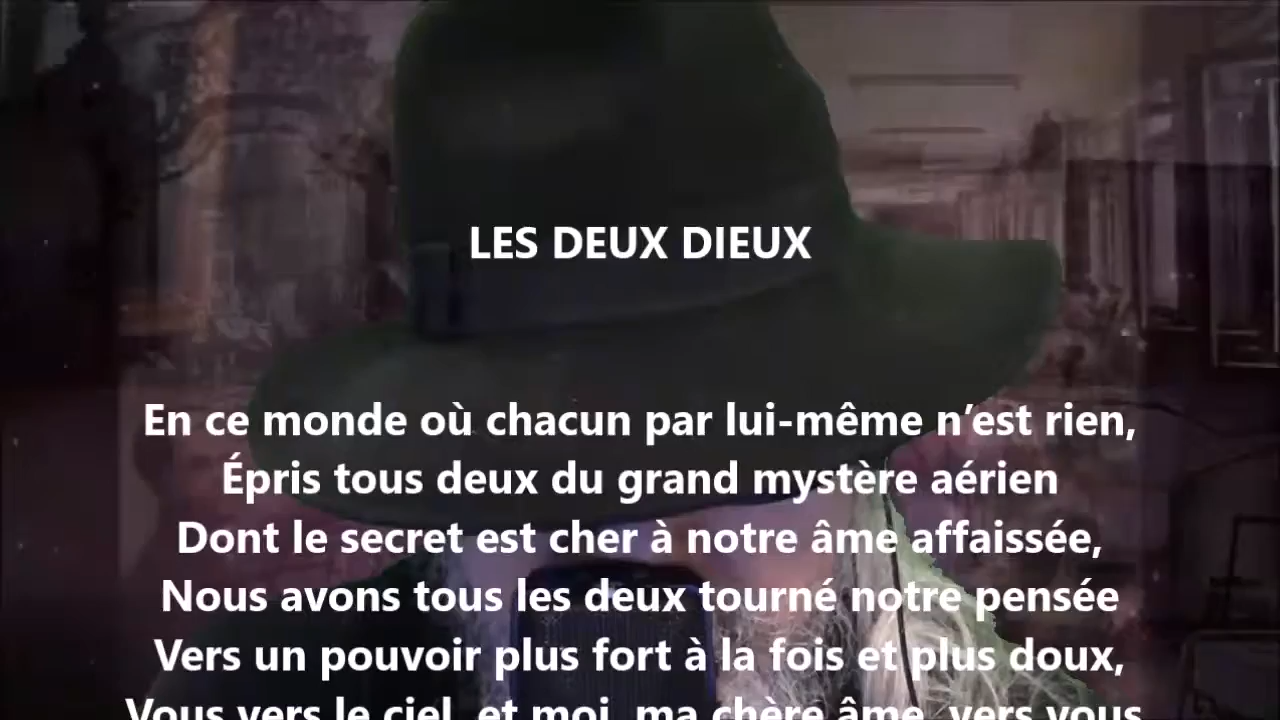 LES DEUX DIEUX
En ce monde où chacun par lui-même n’est rien,
Épris tous deux du grand mystère aérien
Dont le secret est cher à notre âme affaissée,
Nous avons tous les deux tourné notre pensée
Vers un pouvoir plus fort à la fois et plus doux,
Vous vers le ciel, et moi, ma chère âme, vers vous